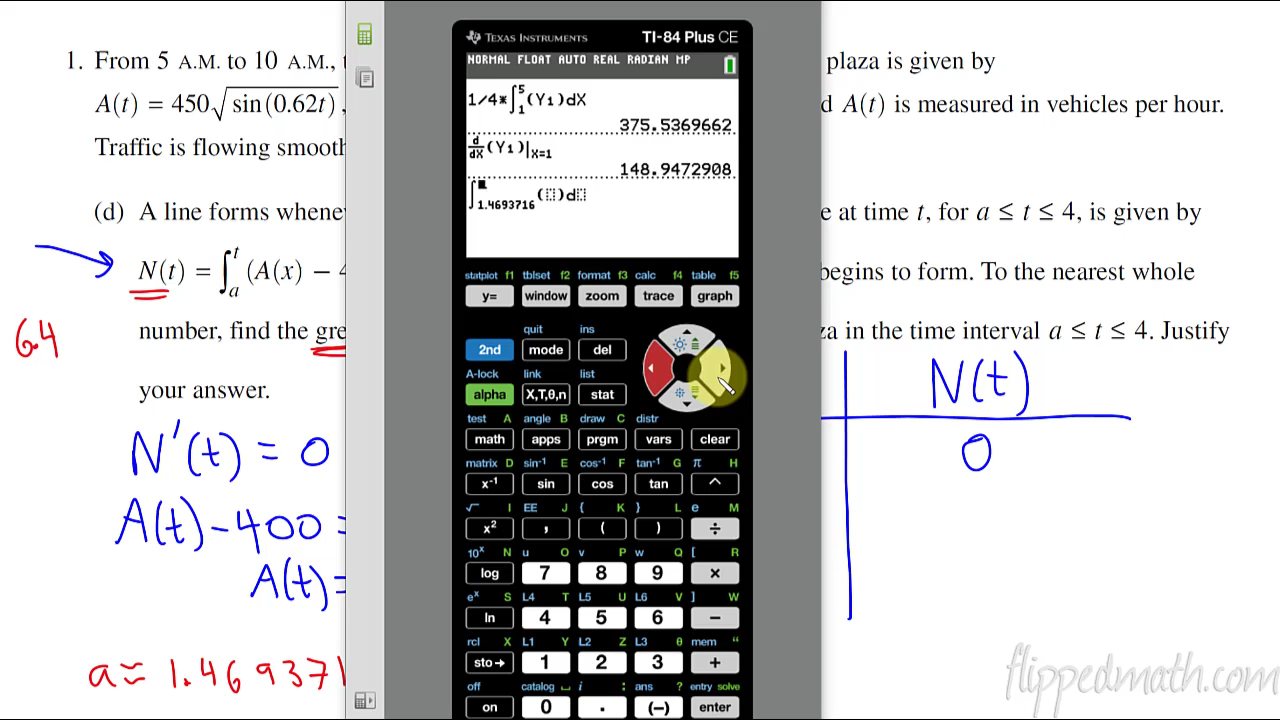 1. From 5 A.M. to 10 A.M., plaza is given by
A(t) = 450√sin(0.62t), A(t) is measured in vehicles per hour.
Traffic is flowing smooth
(d) A line forms wheneve e at time t, for a ≤ t ≤ 4, is given by
N(t) = ∫ₐᵗ (A(x) − 4 begins to form. To the nearest whole
number, find the gre za in the time interval a ≤ t ≤ 4. Justify
your answer.
6.4
N'(t) = 0
A(t) − 400 =
A(t) =
a ≈ 1.469371
N(t)
0
flippedmath.com
TEXAS INSTRUMENTS TI-84 Plus CE
NORMAL FLOAT AUTO REAL RADIAN MP
1/4*∫₁⁵(Y₁)dX
375.5369662
d/dX(Y₁)|X=1
148.9472908
∫1.4693716 ( )d
statplot f1 tblset f2 format f3 calc f4 table f5
y= window zoom trace graph
quit ins
2nd mode del
A-lock link list
alpha X,T,θ,n stat
test A angle B draw C distr
math apps prgm vars clear
matrix D sin⁻¹ E cos⁻¹ F tan⁻¹ G π H
x⁻¹ sin cos tan ^
√ I EE J { K } L e M
x² , ( ) ÷
10ˣ N u O v P w Q [ R
log 7 8 9 ×
eˣ S L4 T L5 U L6 V ] W
ln 4 5 6 −
rcl X L1 Y L2 Z L3 θ mem "
sto→ 1 2 3 +
off catalog i : ans ? entry solve
on 0 . (−) enter